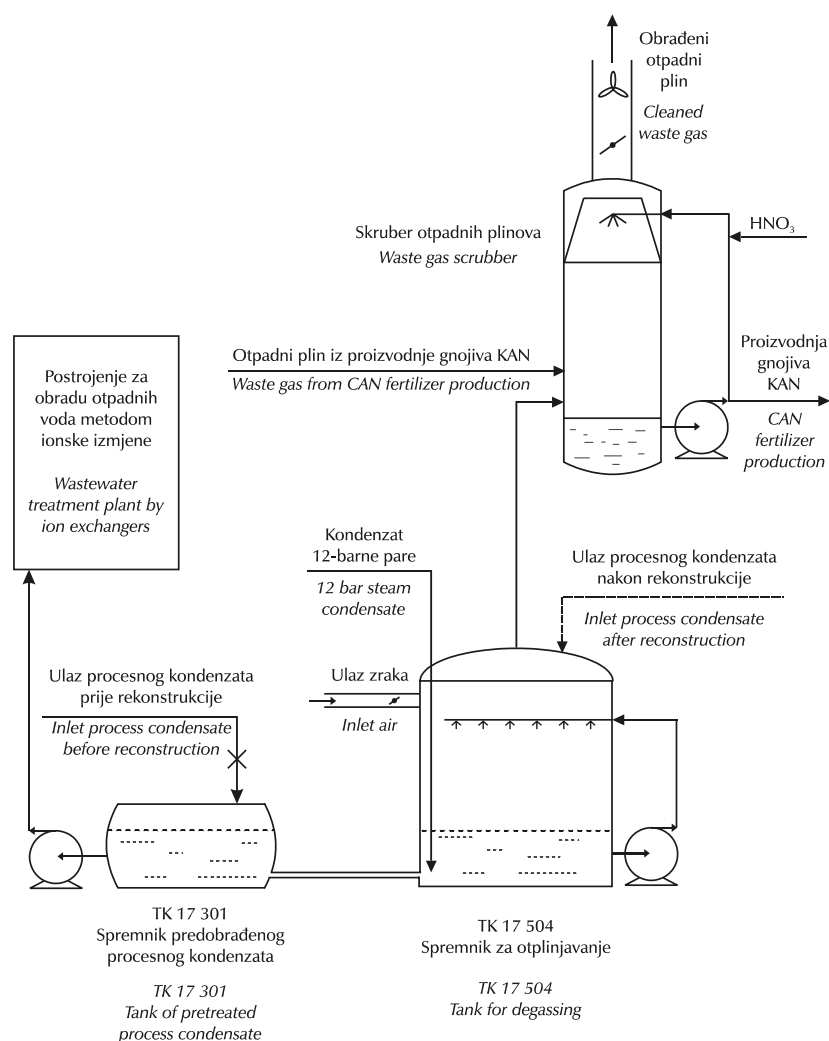 Obrađeni
otpadni
plin
Cleaned
waste gas
Skruber otpadnih plinova
Waste gas scrubber
HNO₃
Otpadni plin iz proizvodnje gnojiva KAN
Waste gas from CAN fertilizer production
Proizvodnja
gnojiva
KAN
CAN
fertilizer
production
Postrojenje za
obradu otpadnih
voda metodom
ionske izmjene
Wastewater
treatment plant by
ion exchangers
Kondenzat
12-barne pare
12 bar steam
condensate
Ulaz procesnog kondenzata
nakon rekonstrukcije
Inlet process condensate
after reconstruction
Ulaz procesnog kondenzata
prije rekonstrukcije
Inlet process condensate
before reconstruction
Ulaz zraka
Inlet air
TK 17 301
Spremnik predobrađenog
procesnog kondenzata
TK 17 301
Tank of pretreated
process condensate
TK 17 504
Spremnik za otplinjavanje
TK 17 504
Tank for degassing